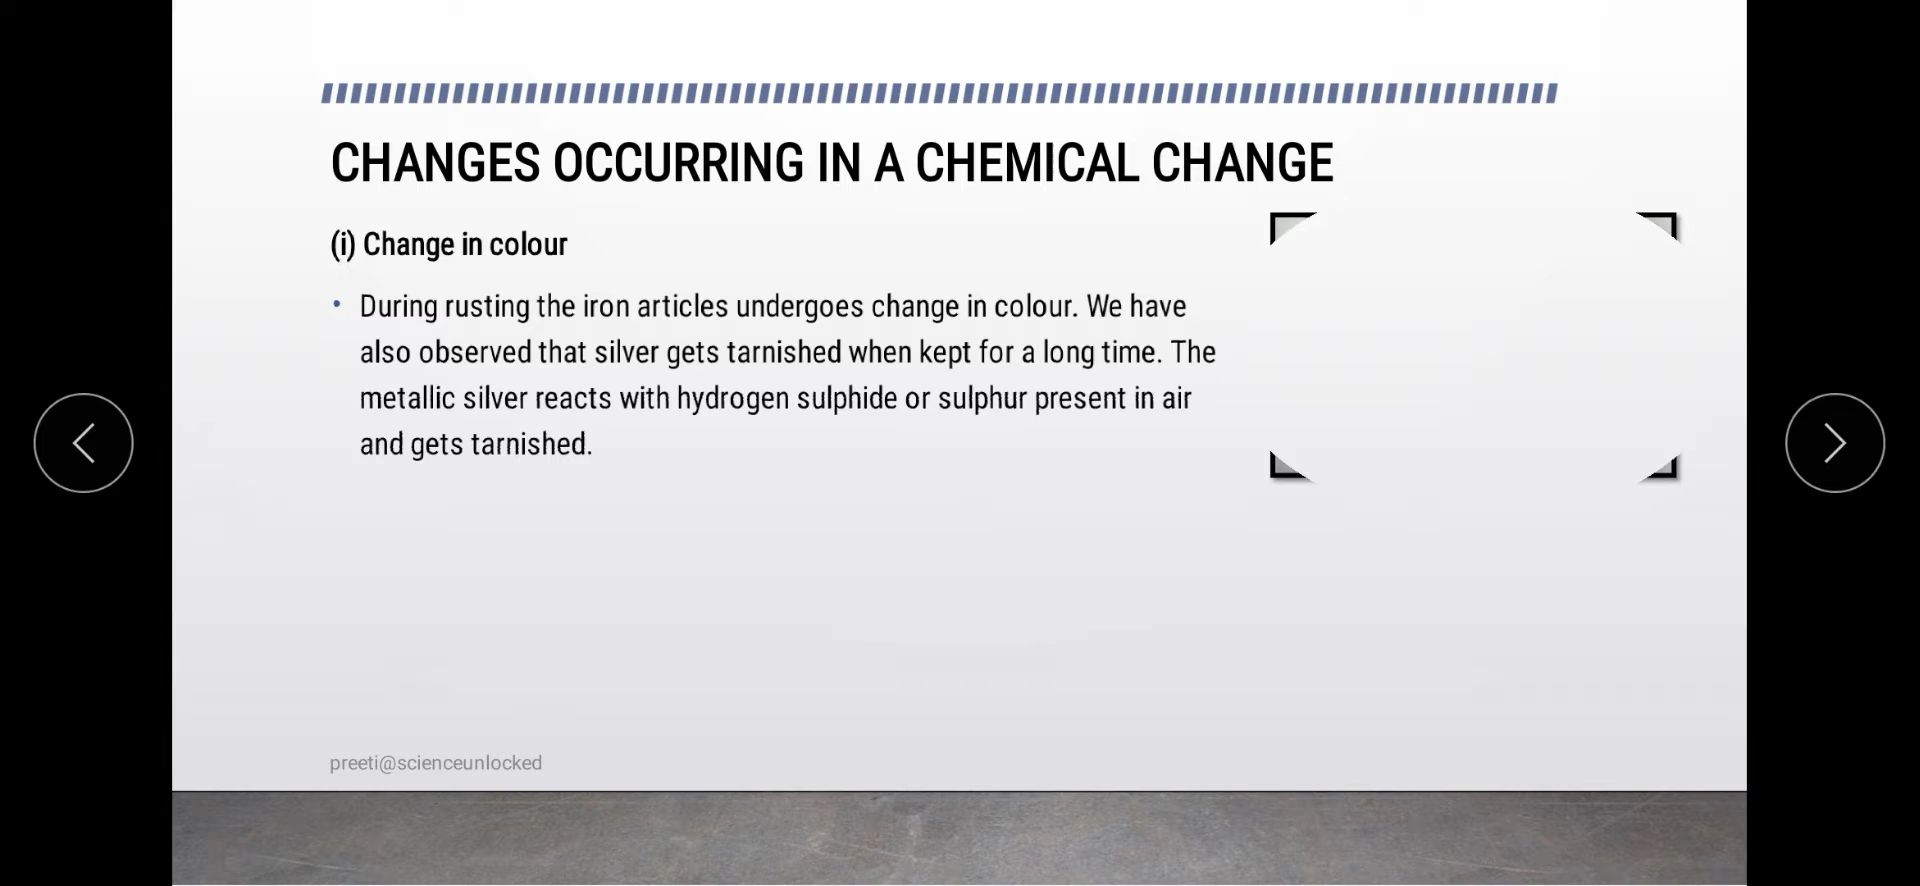 CHANGES OCCURRING IN A CHEMICAL CHANGE
(i) Change in colour
• During rusting the iron articles undergoes change in colour. We have
also observed that silver gets tarnished when kept for a long time. The
metallic silver reacts with hydrogen sulphide or sulphur present in air
and gets tarnished.
preeti@scienceunlocked